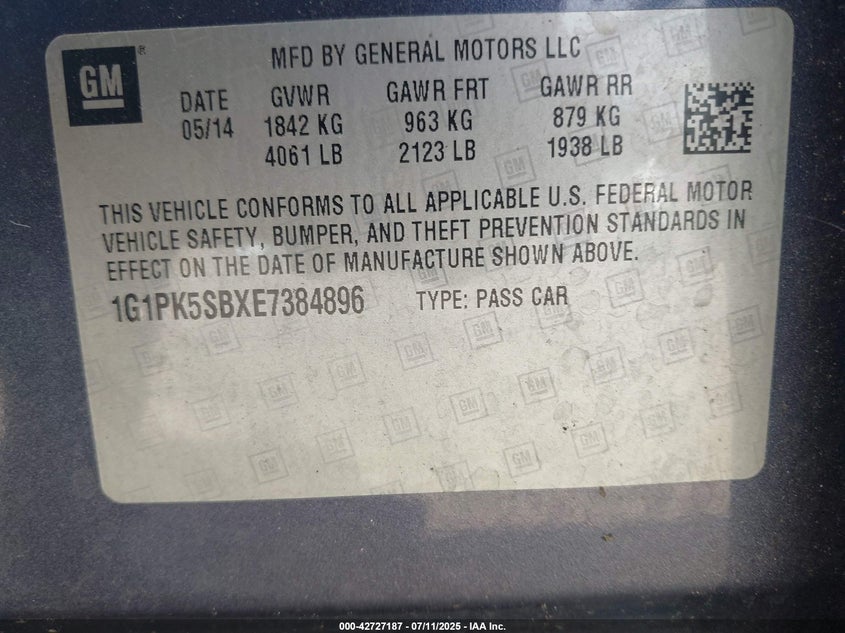 GM ®
MFD BY GENERAL MOTORS LLC
DATE GVWR GAWR FRT GAWR RR
05/14 1842 KG 963 KG 879 KG
4061 LB 2123 LB 1938 LB
THIS VEHICLE CONFORMS TO ALL APPLICABLE U.S. FEDERAL MOTOR
VEHICLE SAFETY, BUMPER, AND THEFT PREVENTION STANDARDS IN
EFFECT ON THE DATE OF MANUFACTURE SHOWN ABOVE.
1G1PK5SBXE7384896 TYPE: PASS CAR
000-42727187 - 07/11/2025 - IAA Inc.